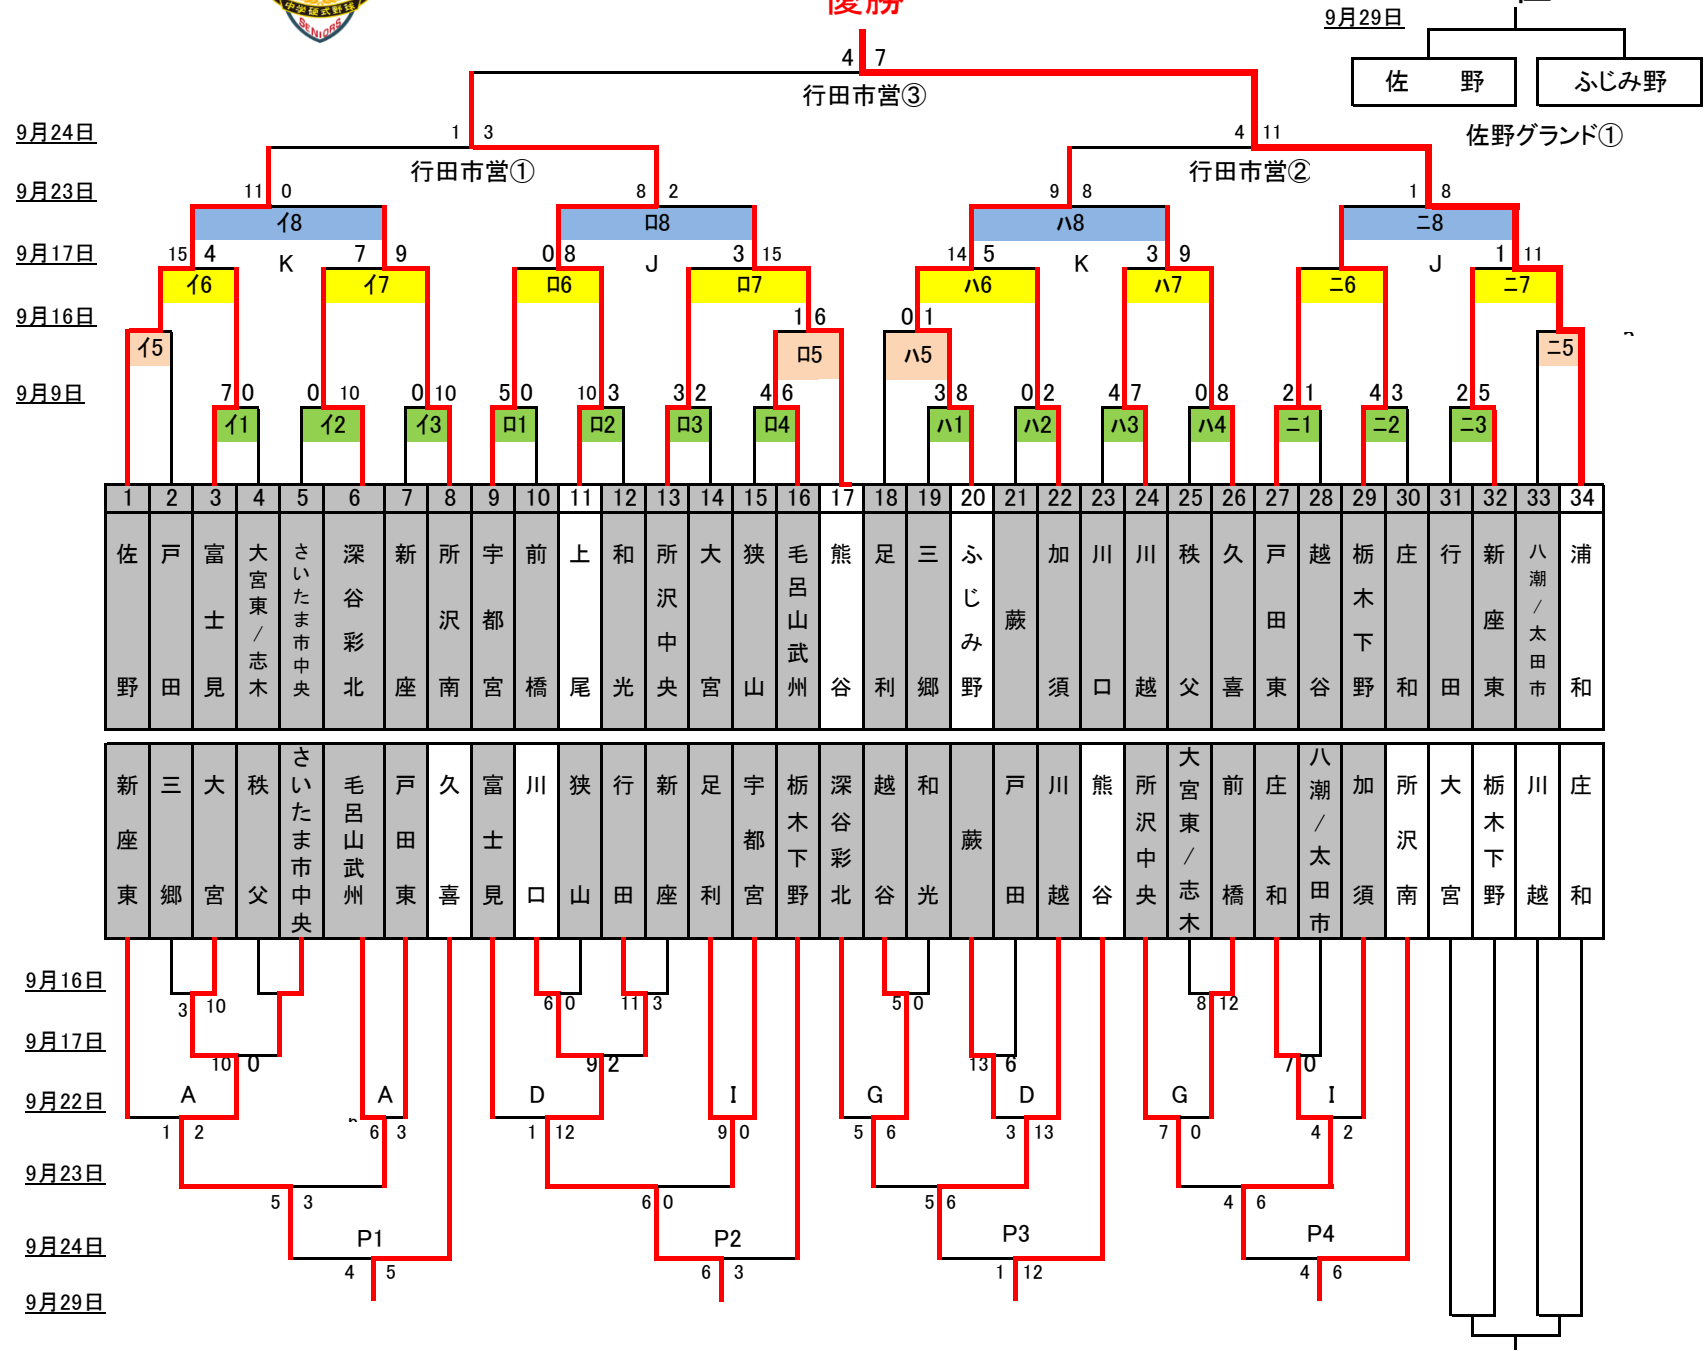 中学硬式野球
SENIORS
優勝
9月29日
佐　野
ふじみ野
佐野グランド①
4 7
行田市営③
9月24日
1 3
4 11
行田市営①
行田市営②
9月23日
11 0
8 2
9 8
1 8
イ8
ロ8
ハ8
ニ8
9月17日
15 4
K
7 9
0 8
J
3 15
14 5
K
3 9
J
1 11
イ6
イ7
ロ6
ロ7
ハ6
ハ7
ニ6
ニ7
9月16日
1 6
0 1
イ5
ロ5
ハ5
ニ5
9月9日
7 0
0 10
0 10
5 0
10 3
3 2
4 6
3 8
0 2
4 7
0 8
2 1
4 3
2 5
イ1
イ2
イ3
ロ1
ロ2
ロ3
ロ4
ハ1
ハ2
ハ3
ハ4
ニ1
ニ2
ニ3
1 2 3 4 5 6 7 8 9 10 11 12 13 14 15 16 17 18 19 20 21 22 23 24 25 26 27 28 29 30 31 32 33 34
佐野
戸田
富士見
大宮東/志木
さいたま市中央
深谷彩北
新座
所沢南
宇都宮
前橋
上尾
和光
所沢中央
大宮
狭山
毛呂山武州
熊谷
足利
三郷
ふじみ野
蕨
加須
川口
川越
秩父
久喜
戸田東
越谷
栃木下野
庄和
行田
新座東
八潮/太田市
浦和
新座東
三郷
大宮
秩父
さいたま市中央
毛呂山武州
戸田東
久喜
富士見
川口
狭山
行田
新座
足利
宇都宮
栃木下野
深谷彩北
越谷
和光
蕨
戸田
川越
熊谷
所沢中央
大宮東/志木
前橋
庄和
八潮/太田市
加須
所沢南
大宮
栃木下野
川越
庄和
9月16日
3 10
6 0
11 3
5 0
8 12
9月17日
10 0
9 2
13 6
7 0
A
A
D
I
G
D
G
I
9月22日
1 2
6 3
1 12
9 0
5 6
3 13
7 0
4 2
9月23日
5 3
6 0
5 6
4 6
P1
P2
P3
P4
9月24日
4 5
6 3
1 12
4 6
9月29日